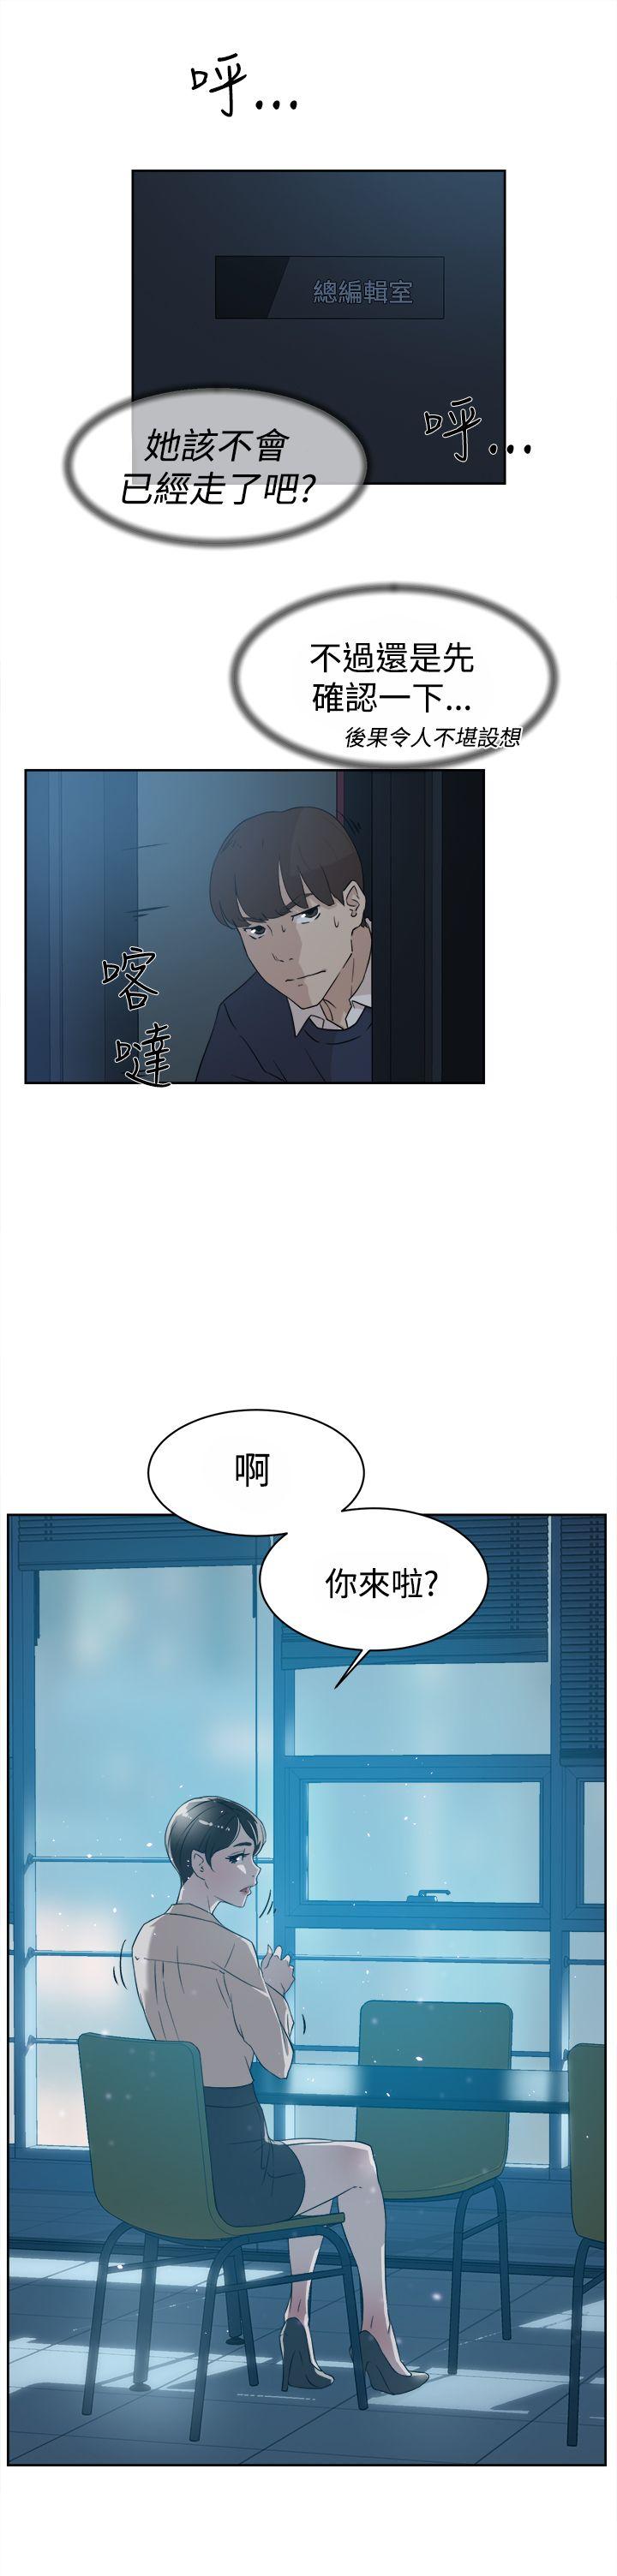 呼...
總編輯室
呼...
她該不會
已經走了吧?
不過還是先
確認一下...
後果令人不堪設想
喀
噠
啊
你來啦?